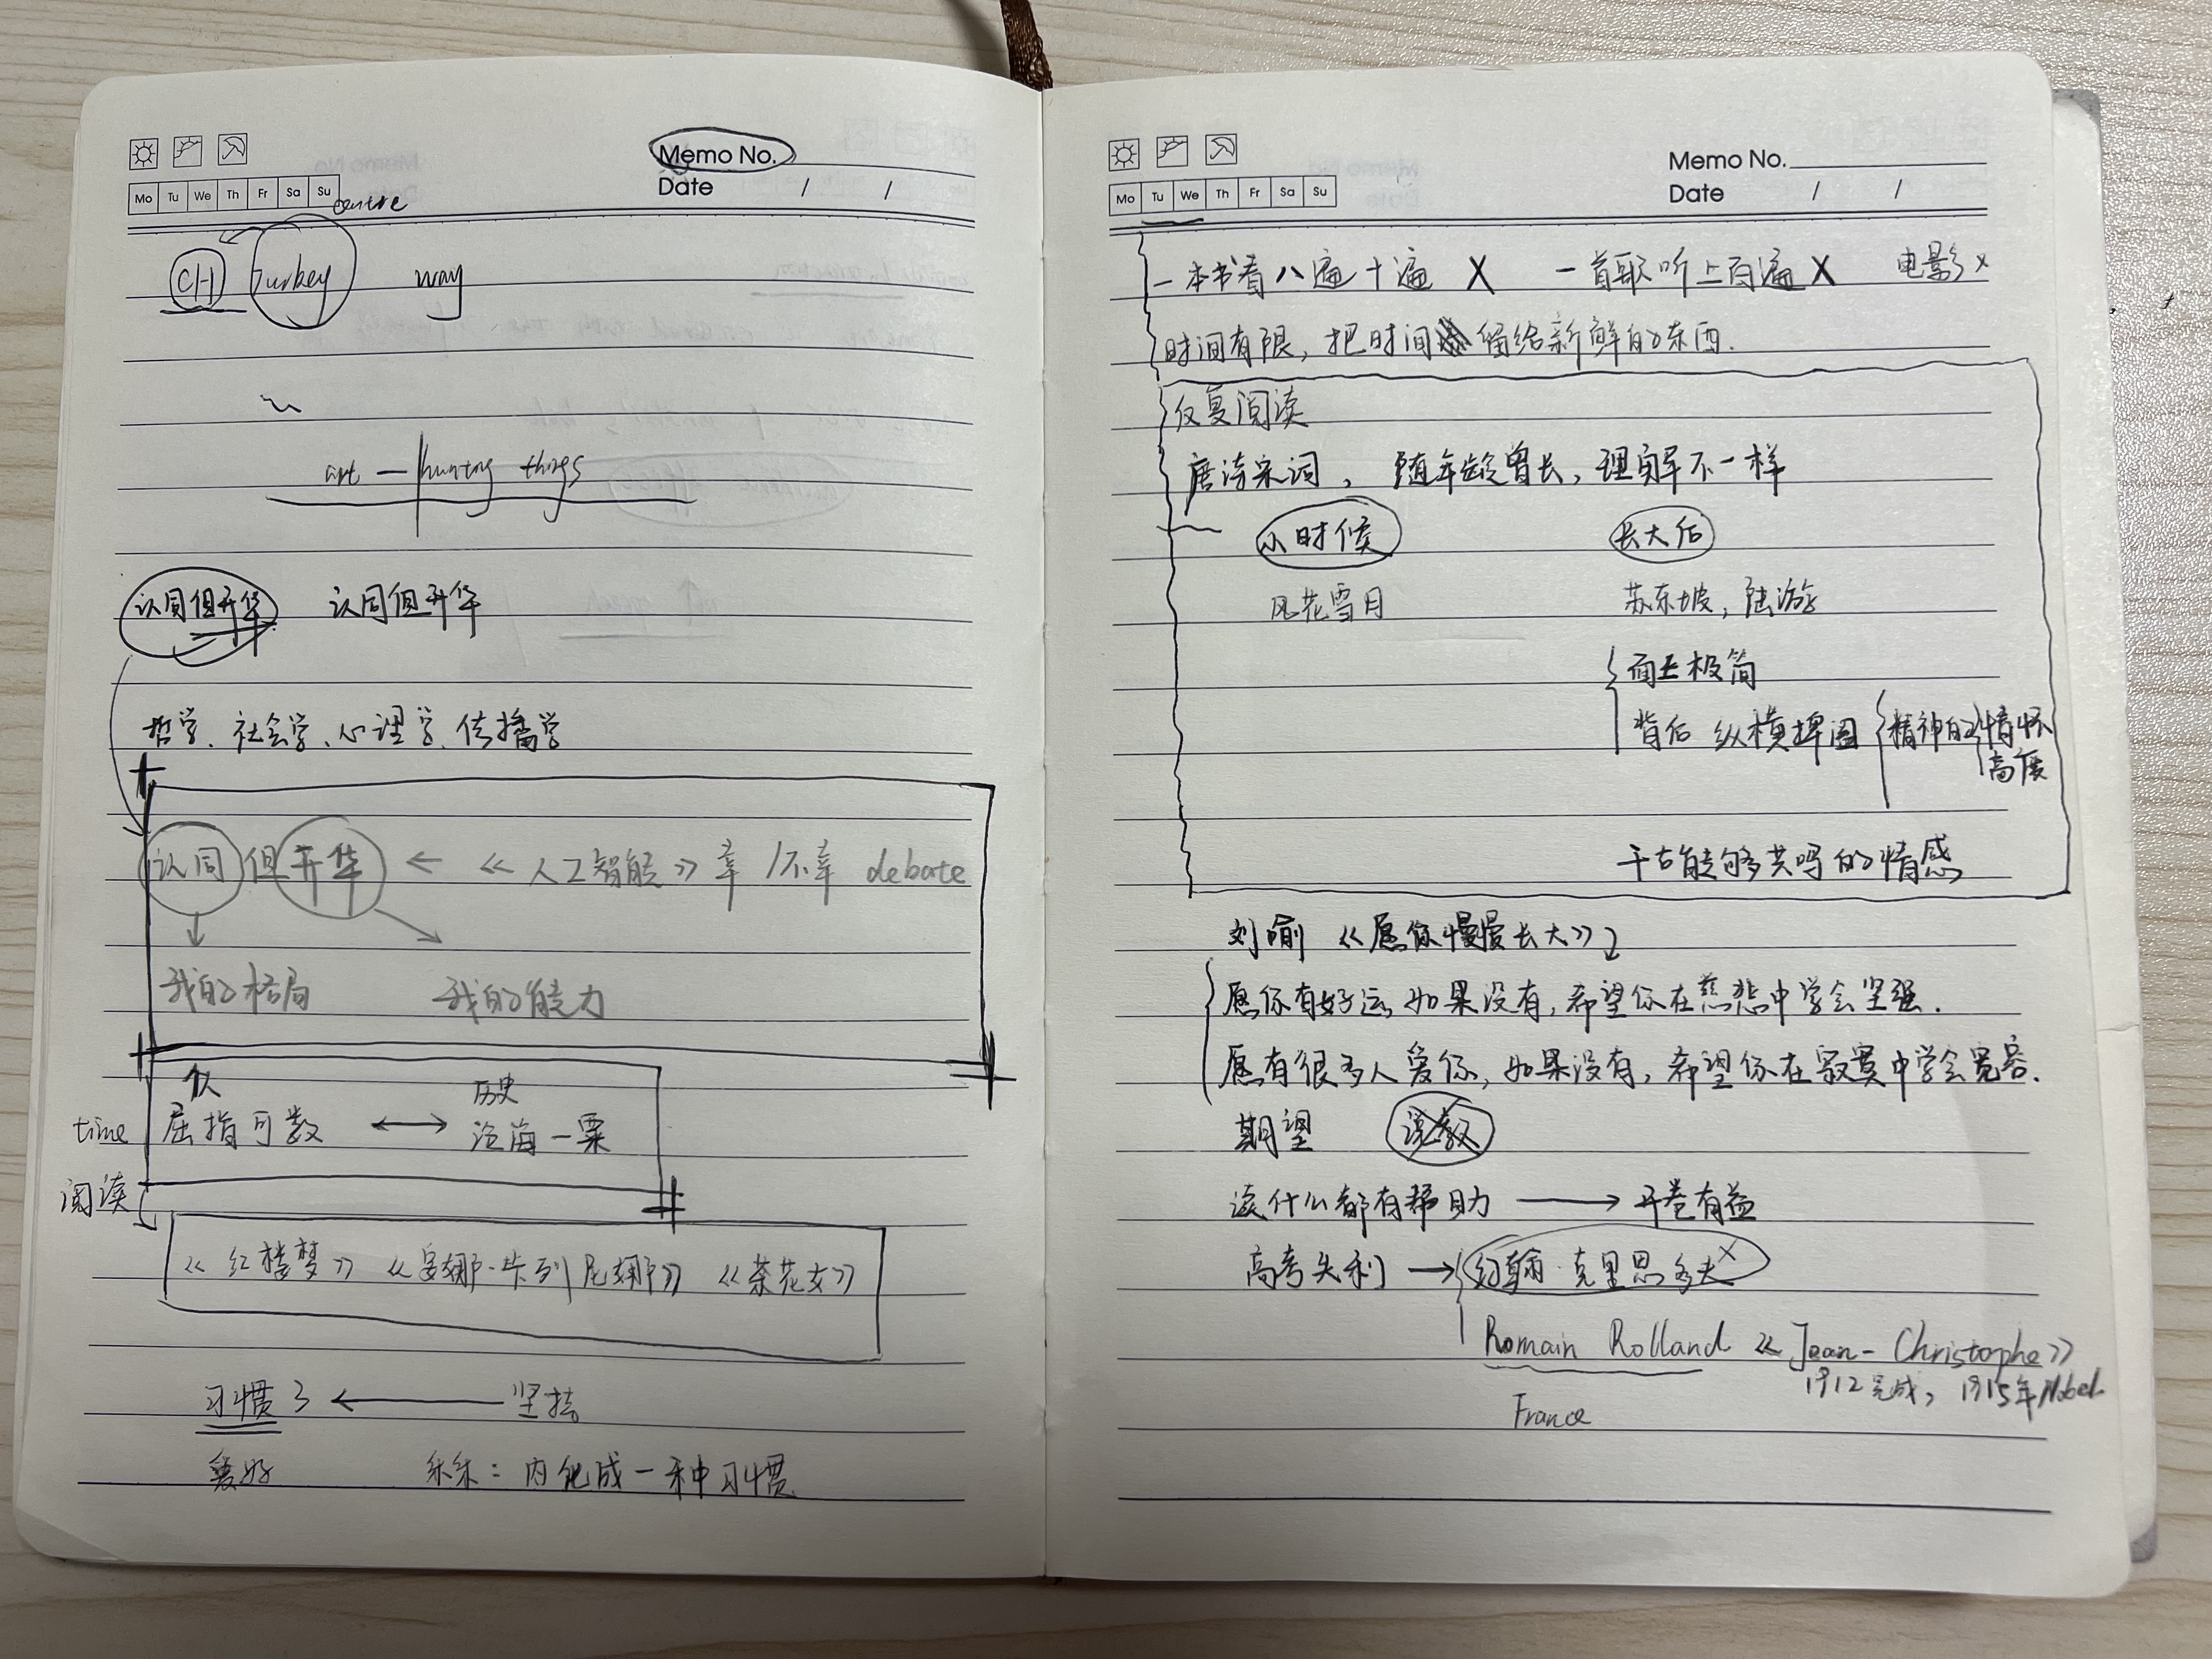 Memo No.
Date / /
Mo Tu We Th Fr Sa Su
centre
CH Turkey way
art — hunting things
认同但升华 认同但升华
哲学、社会学、心理学、传播学
认同但升华 ← 《人工智能》幸/不幸 debate
我的格局 我的能力
历史
time 屈指可数 ↔ 沧海一粟
阅读
《红楼梦》《安娜·卡列尼娜》《茶花女》
习惯了 ← 坚持
爱好 乐乐:内化成一种习惯
Memo No.
Date / /
Mo Tu We Th Fr Sa Su
一本书看八遍十遍 X 一首歌听上百遍 X 电影 X
时间有限,把时间留给新鲜的东西.
反复阅读
唐诗宋词,随年龄曾长,理解不一样
小时候 长大后
风花雪月 苏东坡,陆游
面上极简
背后 纵横捭阖 精神的 情怀
高度
千古能够共鸣的情感
刘瑜《愿你慢慢长大》
愿你有好运,如果没有,希望你在慈悲中学会坚强.
愿有很多人爱你,如果没有,希望你在寂寞中学会宽容.
期望 说教
读什么都有帮助 → 开卷有益
高考失利 → 约翰·克里思多夫 X
Romain Rolland 《Jean-Christophe》
1912完成,1915年Nobel
France